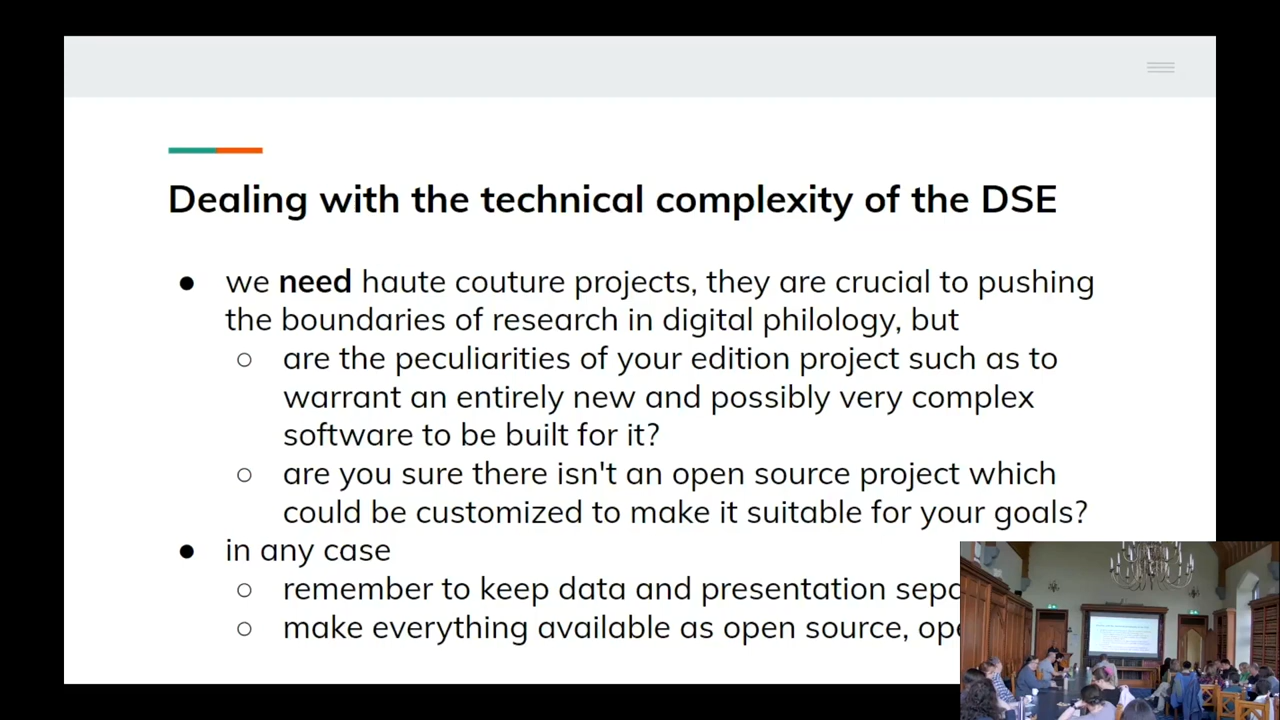 Dealing with the technical complexity of the DSE
● we need haute couture projects, they are crucial to pushing
the boundaries of research in digital philology, but
○ are the peculiarities of your edition project such as to
warrant an entirely new and possibly very complex
software to be built for it?
○ are you sure there isn't an open source project which
could be customized to make it suitable for your goals?
● in any case
○ remember to keep data and presentation
○ make everything available as open source,